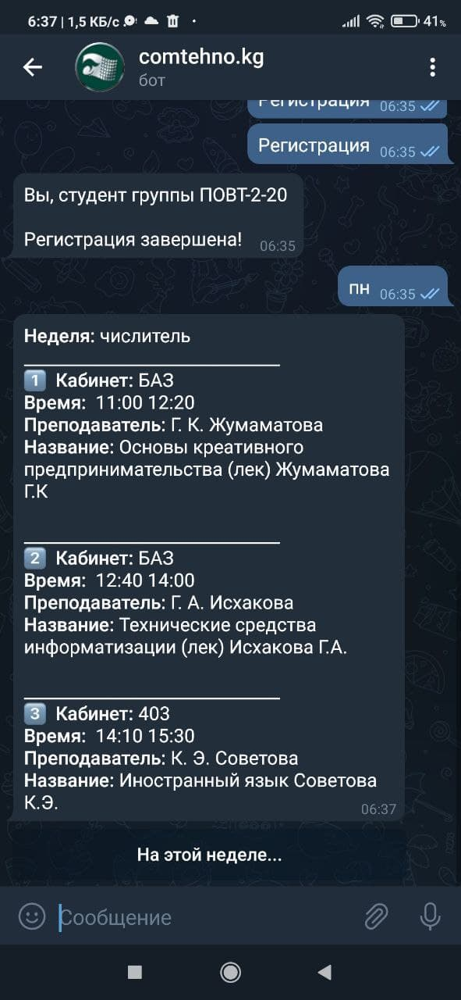 6:37 | 1,5 КБ/с
41%
comtehno.kg
бот
Регистрация 06:35
Регистрация 06:35
Вы, студент группы ПОВТ-2-20
Регистрация завершена! 06:35
пн 06:35
Неделя: числитель
1 Кабинет: БАЗ
Время: 11:00 12:20
Преподаватель: Г. К. Жумаматова
Название: Основы креативного
предпринимательства (лек) Жумаматова
Г.К
2 Кабинет: БАЗ
Время: 12:40 14:00
Преподаватель: Г. А. Исхакова
Название: Технические средства
информатизации (лек) Исхакова Г.А.
3 Кабинет: 403
Время: 14:10 15:30
Преподаватель: К. Э. Советова
Название: Иностранный язык Советова
К.Э. 06:37
На этой неделе...
Сообщение